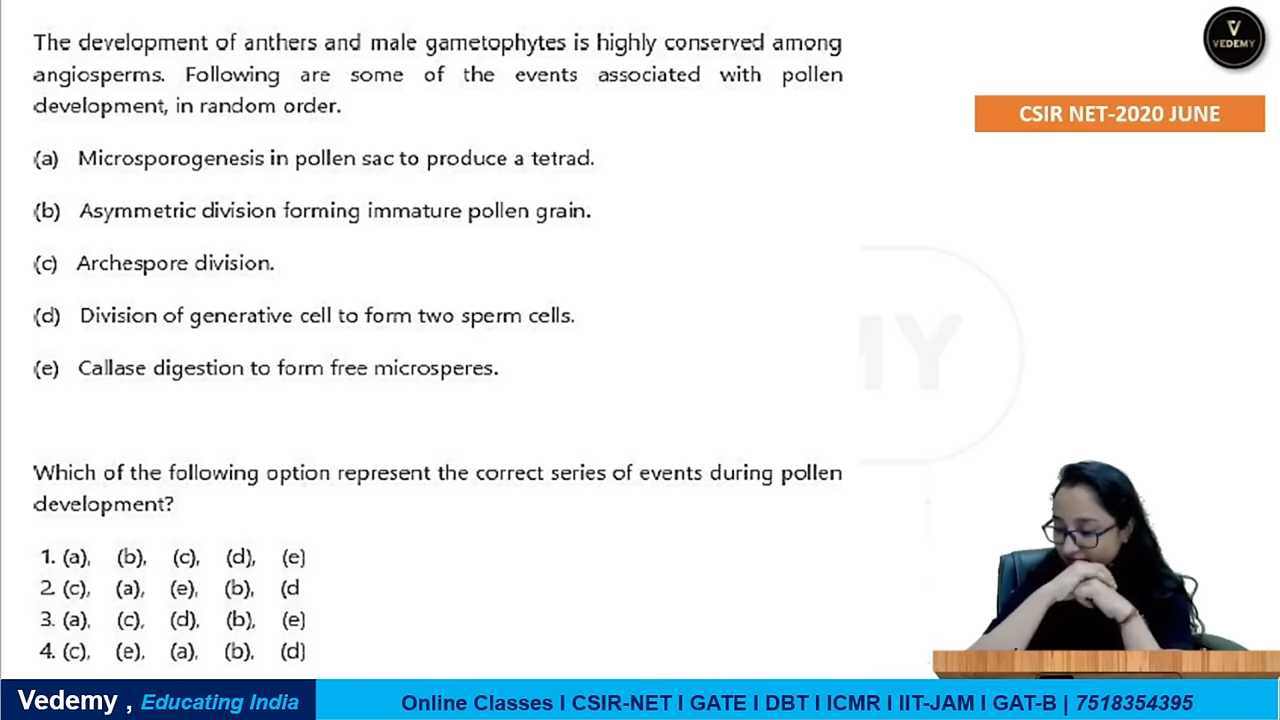 The development of anthers and male gametophytes is highly conserved among
angiosperms. Following are some of the events associated with pollen
development, in random order.
V
VEDEMY
CSIR NET-2020 JUNE
(a) Microsporogenesis in pollen sac to produce a tetrad.
(b) Asymmetric division forming immature pollen grain.
(c) Archespore division.
(d) Division of generative cell to form two sperm cells.
(e) Callase digestion to form free microsperes.
MY
Which of the following option represent the correct series of events during pollen
development?
1. (a), (b), (c), (d), (e)
2. (c), (a), (e), (b), (d
3. (a), (c), (d), (b), (e)
4. (c), (e), (a), (b), (d)
Vedemy , Educating India
Online Classes I CSIR-NET I GATE I DBT I ICMR I IIT-JAM I GAT-B | 7518354395